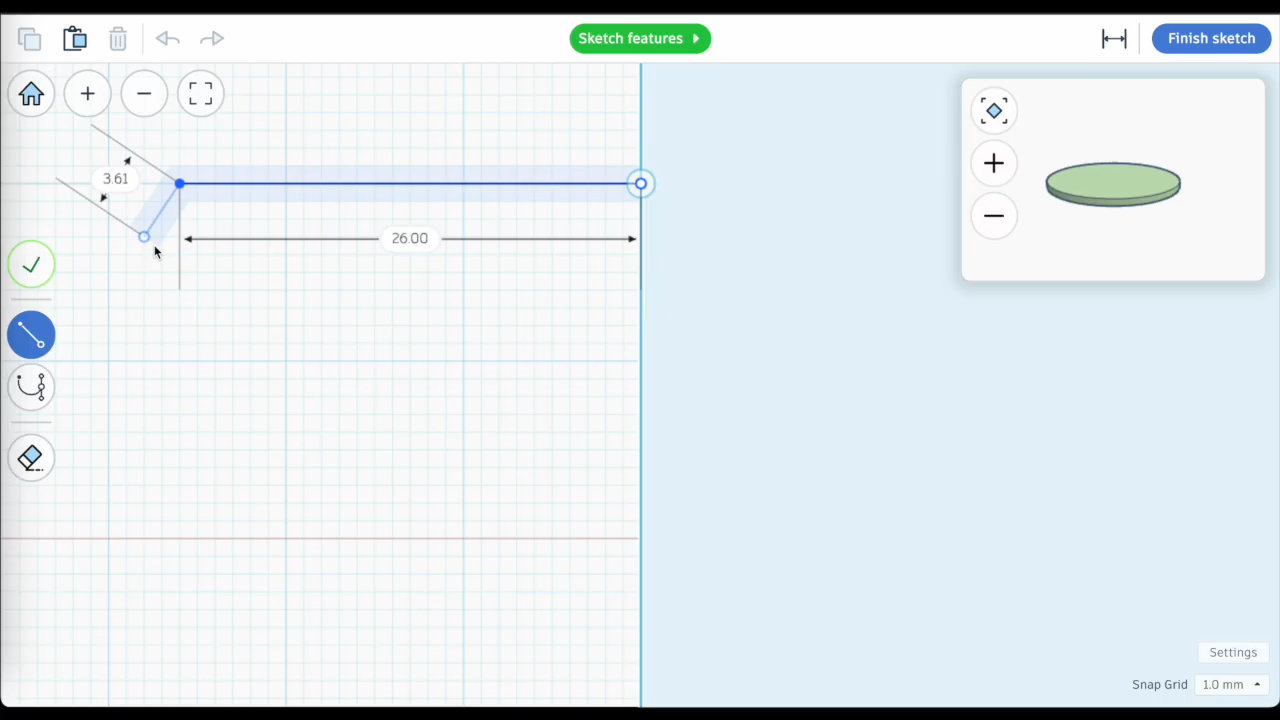 Sketch features
Finish sketch
3.61
26.00
Settings
Snap Grid 1.0 mm